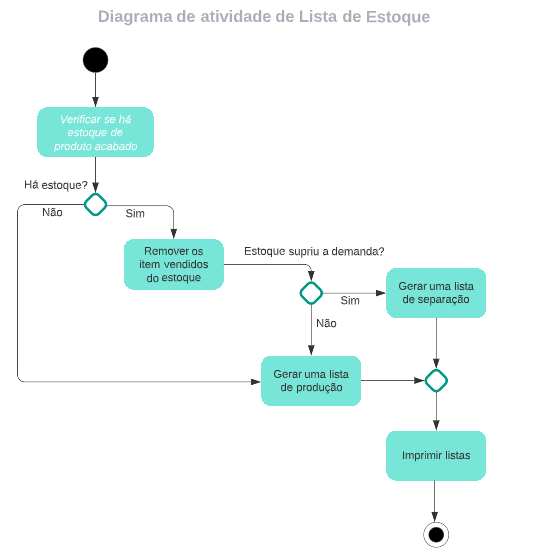 Diagrama de atividade de Lista de Estoque
Verificar se há
estoque de
produto acabado
Há estoque?
Não
Sim
Remover os
item vendidos
do estoque
Estoque supriu a demanda?
Sim
Gerar uma lista
de separação
Não
Gerar uma lista
de produção
Imprimir listas